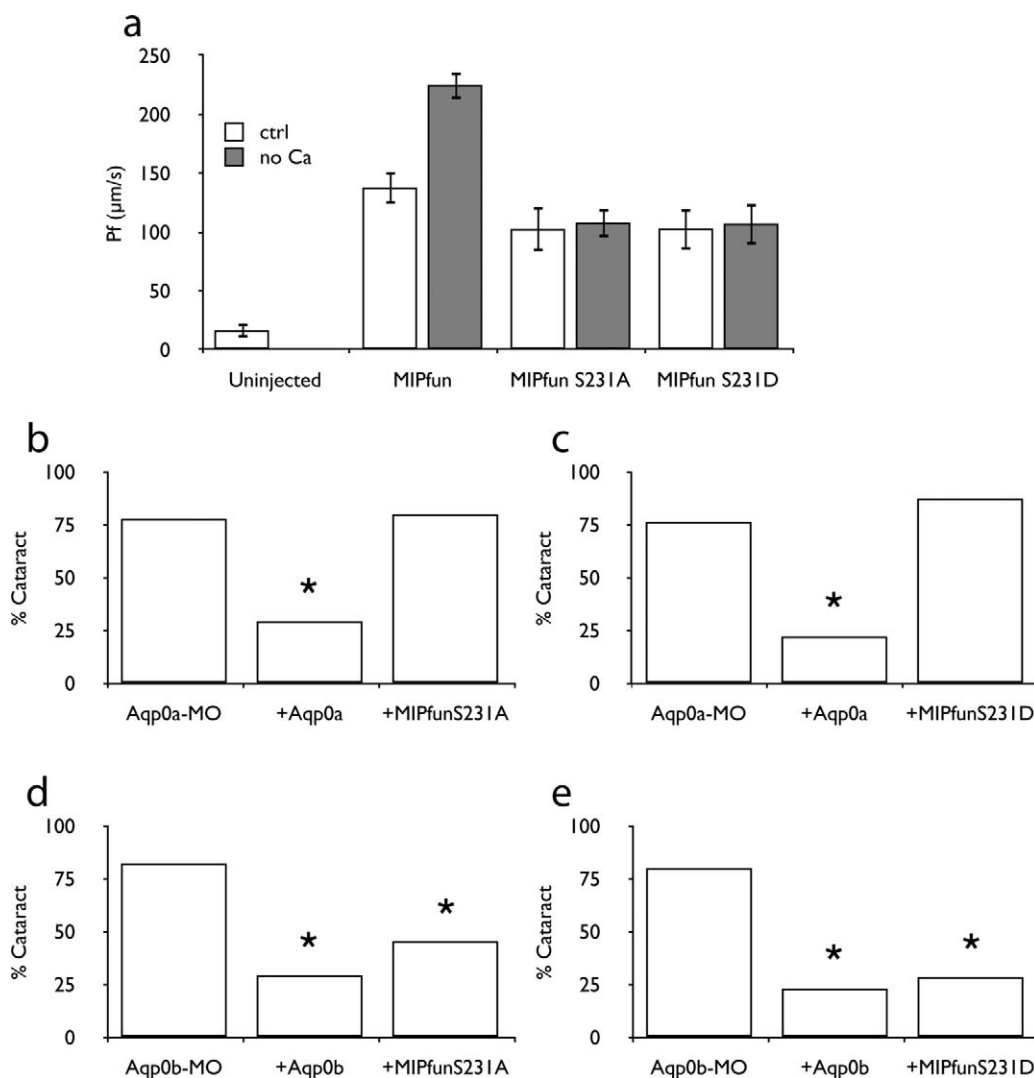 a
250
200
150
100
50
0
Pf (µm/s)
ctrl
no Ca
Uninjected MIPfun MIPfun S231A MIPfun S231D
b
100
75
50
25
0
% Cataract
*
Aqp0a-MO +Aqp0a +MIPfunS231A
c
100
75
50
25
0
% Cataract
*
Aqp0a-MO +Aqp0a +MIPfunS231D
d
100
75
50
25
0
% Cataract
* *
Aqp0b-MO +Aqp0b +MIPfunS231A
e
100
75
50
25
0
% Cataract
* *
Aqp0b-MO +Aqp0b +MIPfunS231D